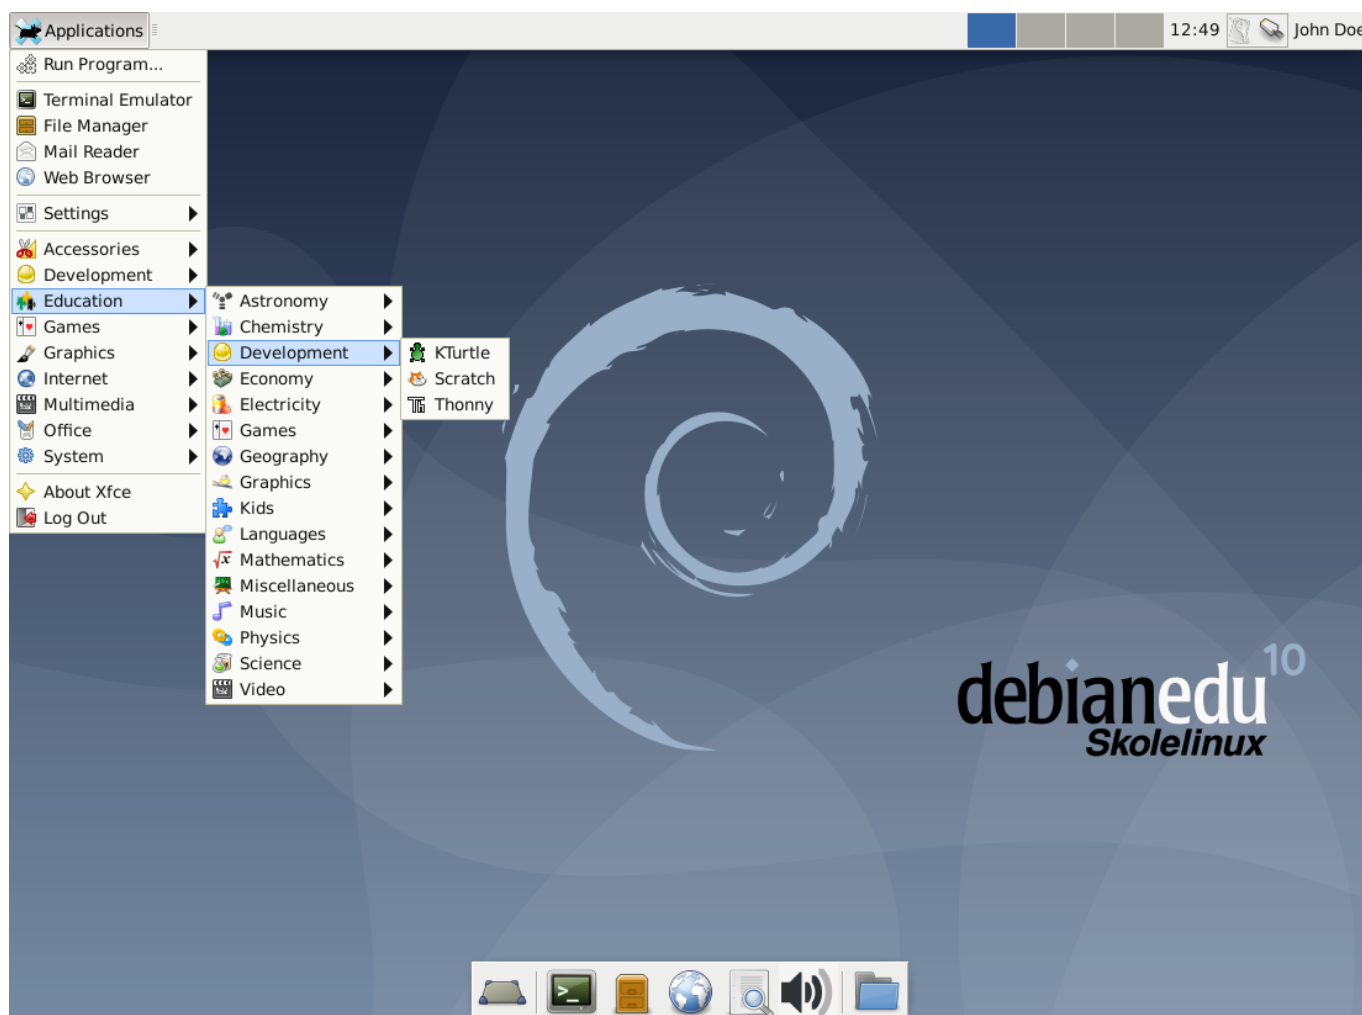 Applications
12:49
John Doe
Run Program...
Terminal Emulator
File Manager
Mail Reader
Web Browser
Settings
Accessories
Development
Education
Games
Graphics
Internet
Multimedia
Office
System
About Xfce
Log Out
Astronomy
Chemistry
Development
Economy
Electricity
Games
Geography
Graphics
Kids
Languages
Mathematics
Miscellaneous
Music
Physics
Science
Video
KTurtle
Scratch
Thonny
debianedu 10
Skolelinux